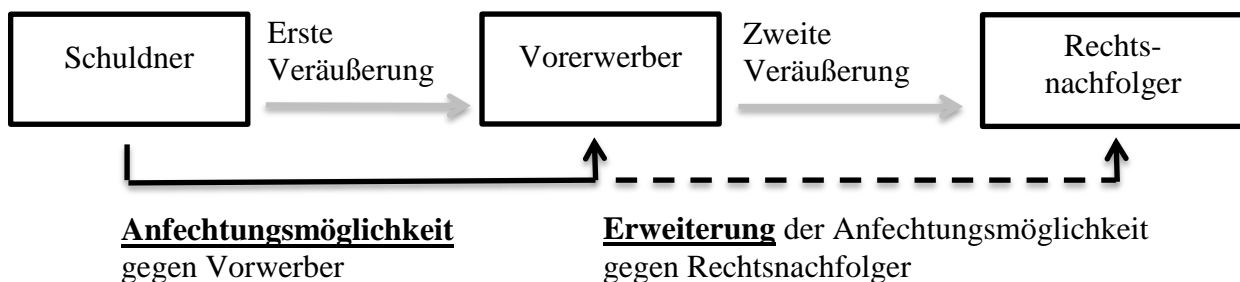 Schuldner
Erste
Veräußerung
Vorerwerber
Zweite
Veräußerung
Rechts-
nachfolger
Anfechtungsmöglichkeit
gegen Vorwerber
Erweiterung der Anfechtungsmöglichkeit
gegen Rechtsnachfolger